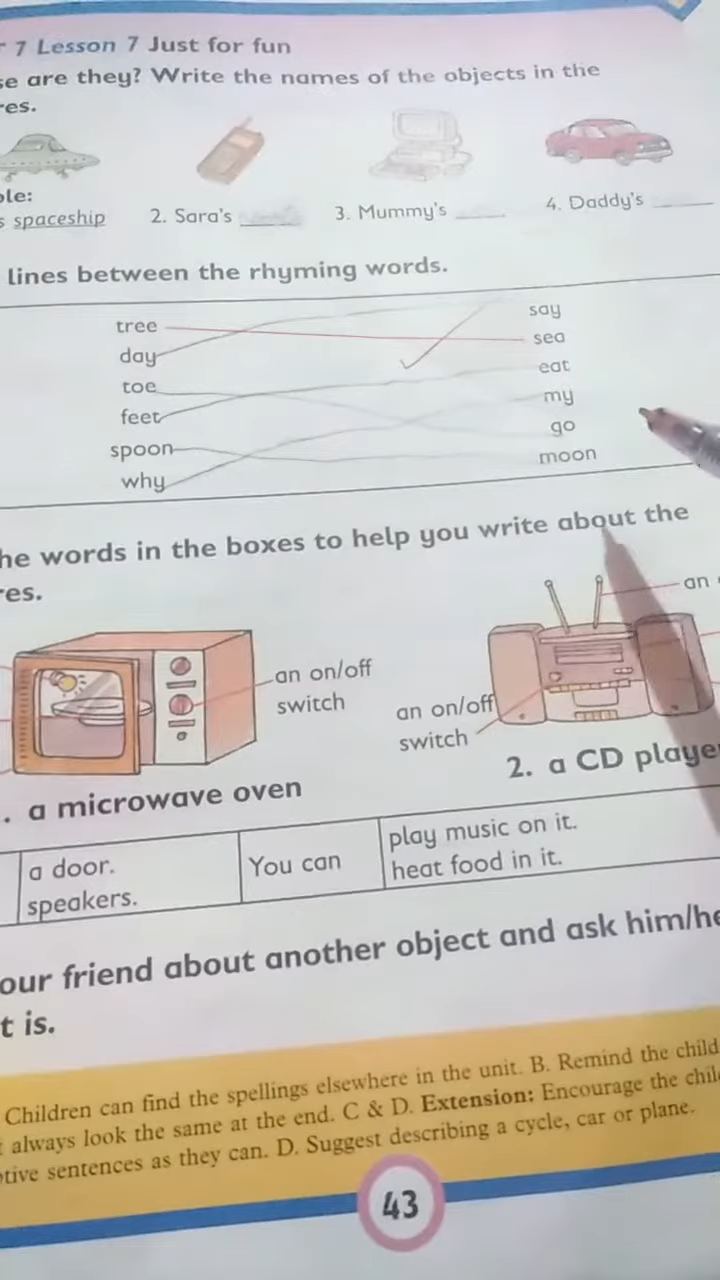 7 Lesson 7 Just for fun
are they? Write the names of the objects in the
spaceship
2. Sara's
3. Mummy's
4. Daddy's
lines between the rhyming words.
tree
day
toe
feet
spoon
why
say
sea
eat
my
go
moon
words in the boxes to help you write about the
an on/off
switch
an
an on/off
switch
a microwave oven
2. a CD playe
a door.
speakers.
You can
play music on it.
heat food in it.
our friend about another object and ask him/he
t is.
Children can find the spellings elsewhere in the unit. B. Remind the child
always look the same at the end. C & D. Extension: Encourage the chil
tive sentences as they can. D. Suggest describing a cycle, car or plane.
43